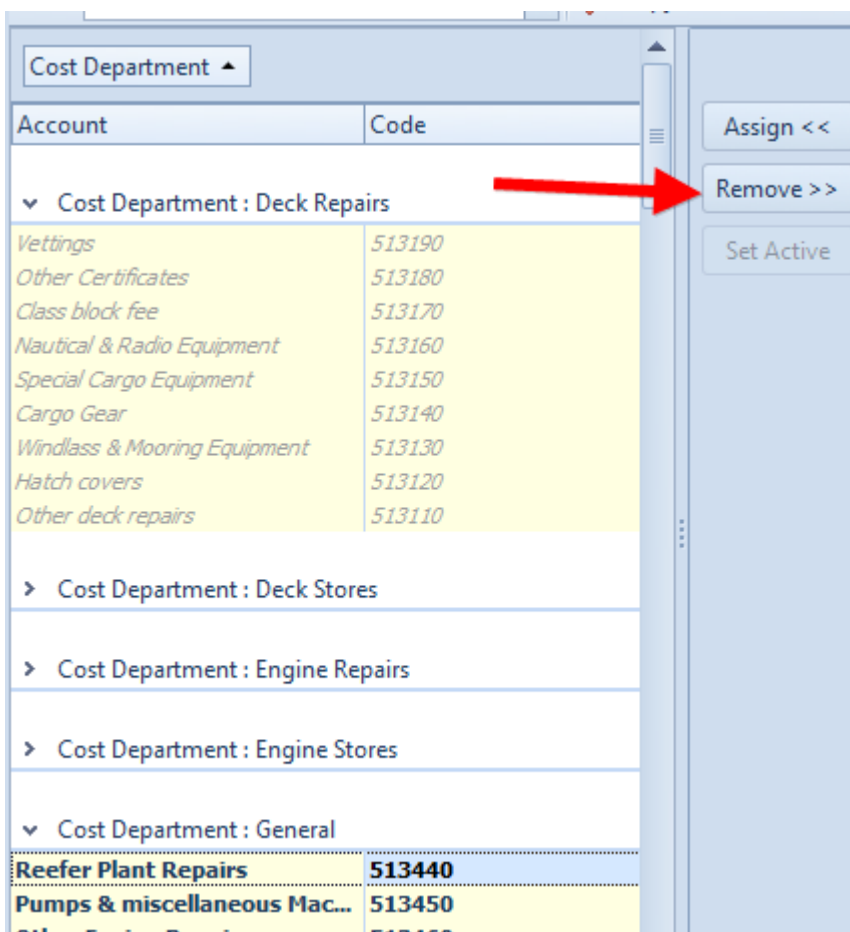 Cost Department
Account Code
Assign <<
Remove >>
Set Active
Cost Department : Deck Repairs
Vettings 513190
Other Certificates 513180
Class block fee 513170
Nautical & Radio Equipment 513160
Special Cargo Equipment 513150
Cargo Gear 513140
Windlass & Mooring Equipment 513130
Hatch covers 513120
Other deck repairs 513110
Cost Department : Deck Stores
Cost Department : Engine Repairs
Cost Department : Engine Stores
Cost Department : General
Reefer Plant Repairs 513440
Pumps & miscellaneous Mac... 513450